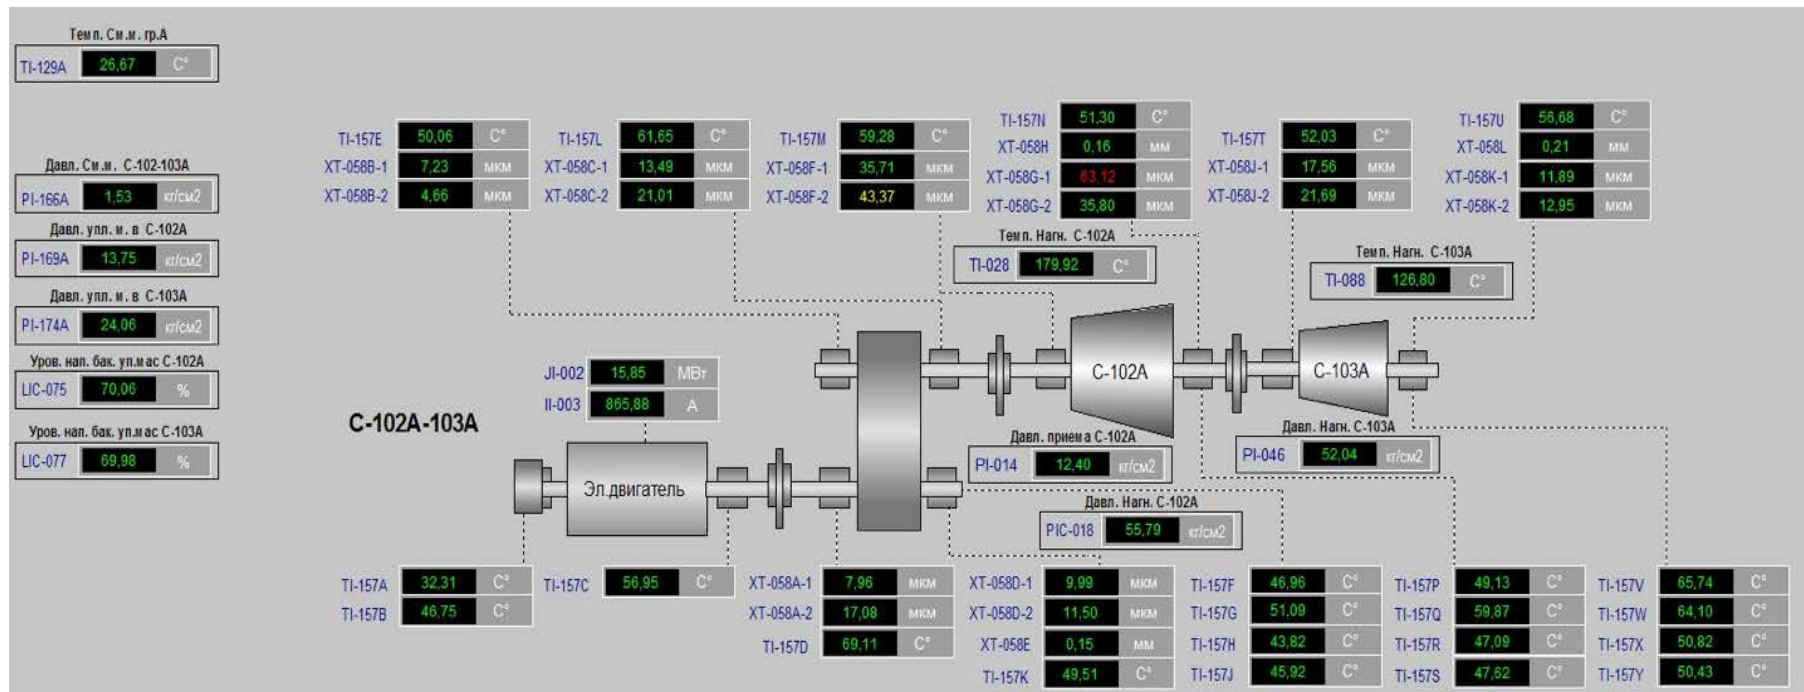 Темп. См.м. гр.А
TI-129A 26,67 C°
Давл. См.м. С-102-103А
PI-166A 1,53 кг/см2
Давл. упл. м. в С-102А
PI-169A 13,75 кг/см2
Давл. упл. м. в С-103А
PI-174A 24,06 кг/см2
Уров. нап. бак. уп.мас С-102А
LIC-075 70,06 %
Уров. нап. бак. уп.мас С-103А
LIC-077 69,98 %
TI-157E 50,06 C°
XT-058B-1 7,23 мкм
XT-058B-2 4,66 мкм
TI-157L 61,65 C°
XT-058C-1 13,49 мкм
XT-058C-2 21,01 мкм
TI-157M 59,28 C°
XT-058F-1 35,71 мкм
XT-058F-2 43,37 мкм
TI-157N 51,30 C°
XT-058H 0,16 мм
XT-058G-1 63,12 мкм
XT-058G-2 35,80 мкм
TI-157T 52,03 C°
XT-058J-1 17,56 мкм
XT-058J-2 21,69 мкм
TI-157U 56,68 C°
XT-058L 0,21 мм
XT-058K-1 11,89 мкм
XT-058K-2 12,95 мкм
Темп. Нагн. С-102А
TI-028 179,92 C°
Темп. Нагн. С-103А
TI-088 126,80 C°
JI-002 15,85 МВт
II-003 865,88 А
С-102А-103А
Эл.двигатель
С-102А
С-103А
Давл. приема С-102А
PI-014 12,40 кг/см2
Давл. Нагн. С-103А
PI-046 52,04 кг/см2
Давл. Нагн. С-102А
PIC-018 55,79 кг/см2
TI-157A 32,31 C°
TI-157B 46,75 C°
TI-157C 56,95 C°
XT-058A-1 7,96 мкм
XT-058A-2 17,08 мкм
TI-157D 69,11 C°
XT-058D-1 9,99 мкм
XT-058D-2 11,50 мкм
XT-058E 0,15 мм
TI-157K 49,51 C°
TI-157F 46,96 C°
TI-157G 51,09 C°
TI-157H 43,82 C°
TI-157J 45,92 C°
TI-157P 49,13 C°
TI-157Q 59,87 C°
TI-157R 47,09 C°
TI-157S 47,62 C°
TI-157V 65,74 C°
TI-157W 64,10 C°
TI-157X 50,82 C°
TI-157Y 50,43 C°